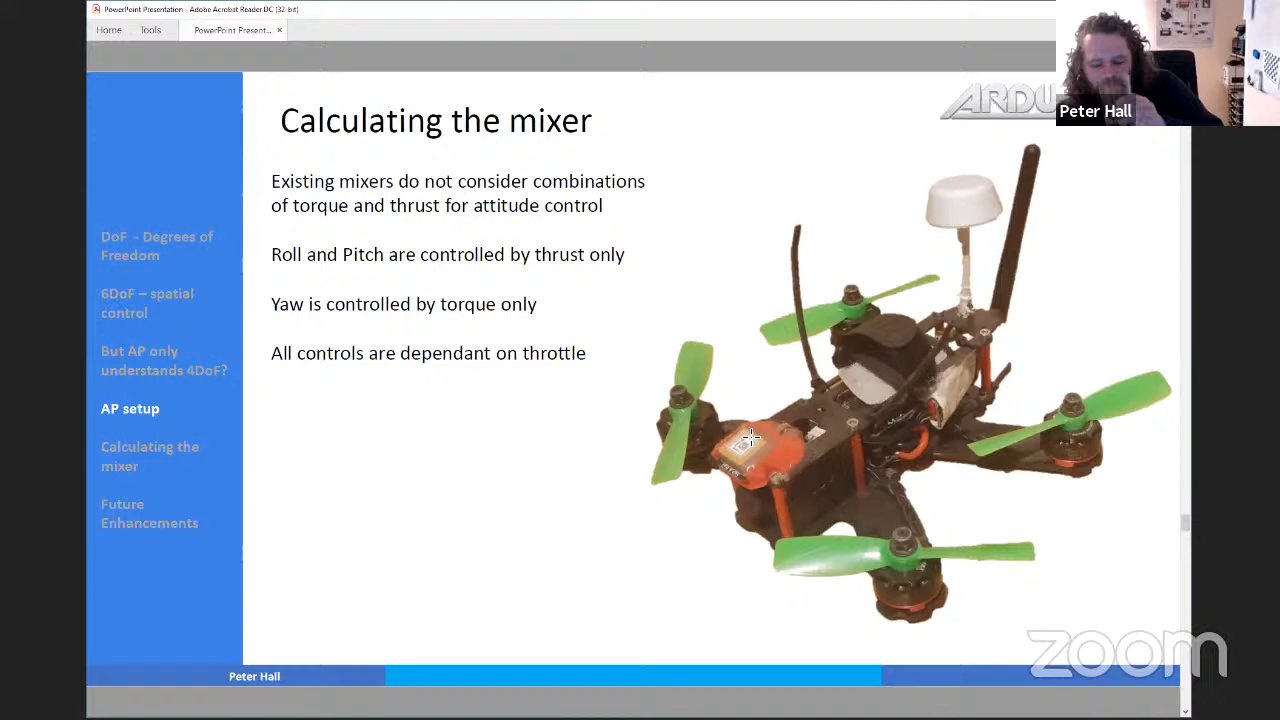 PowerPoint Presentation - Adobe Acrobat Reader DC (32-bit)
Home Tools PowerPoint Present... ×
Calculating the mixer
ARDU
Peter Hall
Existing mixers do not consider combinations
of torque and thrust for attitude control
Roll and Pitch are controlled by thrust only
Yaw is controlled by torque only
All controls are dependant on throttle
DoF - Degrees of
Freedom
6DoF – spatial
control
But AP only
understands 4DoF?
AP setup
Calculating the
mixer
Future
Enhancements
Peter Hall
zoom